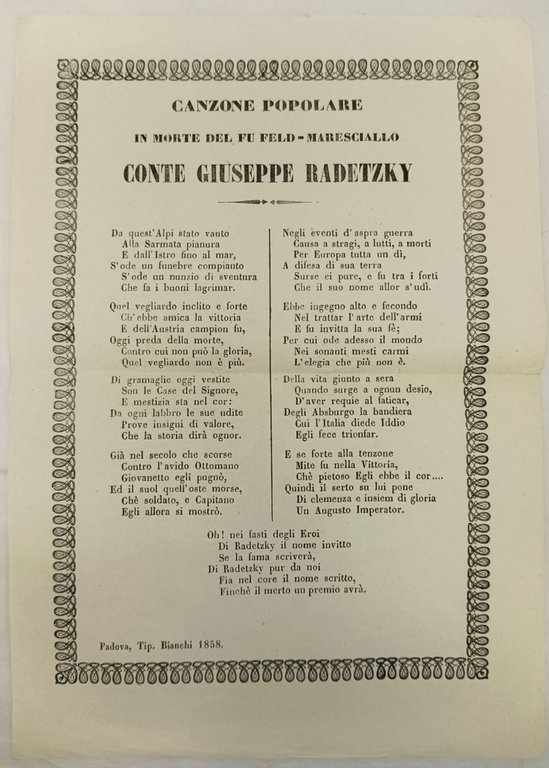 CANZONE POPOLARE
IN MORTE DEL FU FELD-MARESCIALLO
CONTE GIUSEPPE RADETZKY
Da quest'Alpi stato vanto
Alla Sarmata pianura
E dall'Istro fino al mar,
S'ode un funebre compianto
S'ode un nunzio di sventura
Che fa i buoni lagrimar.
Quel vegliardo inclito e forte
Ch'ebbe amica la vittoria
E dell'Austria campion fu,
Oggi preda della morte,
Contro cui non può la gloria,
Quel vegliardo non è più.
Di gramaglie oggi vestite
Son le Case del Signore,
E mestizia sta nel cor:
Da ogni labbro le sue udite
Prove insigni di valore,
Che la storia dirà ognor.
Già nel secolo che scorse
Contro l'avido Ottomano
Giovanetto egli pugnò,
Ed il suol quell'oste morse,
Chè soldato, e Capitano
Egli allora si mostrò.
Negli eventi d'aspra guerra
Causa a stragi, a lutti, a morti
Per Europa tutta un dì,
A difesa di sua terra
Surse ei pure, e fu tra i forti
Che il suo nome allor s'udì.
Ebbe ingegno alto e fecondo
Nel trattar l'arte dell'armi
E fu invitta la sua fè;
Per cui ode adesso il mondo
Nei sonanti mesti carmi
L'elegia che più non è.
Della vita giunto a sera
Quando surge a ognun desio,
D'aver requie al faticar,
Degli Absburgo la bandiera
Cui l'Italia diede Iddio
Egli fece trionfar.
E se forte alla tenzone
Mite fu nella Vittoria,
Chè pietoso Egli ebbe il cor....
Quindi il serto su lui pone
Di clemenza e insiem di gloria
Un Augusto Imperator.
Oh! nei fasti degli Eroi
Di Radetzky il nome invitto
Se la fama scriverà,
Di Radetzky pur da noi
Fia nel core il nome scritto,
Finchè il merto un premio avrà.
Padova, Tip. Bianchi 1858.